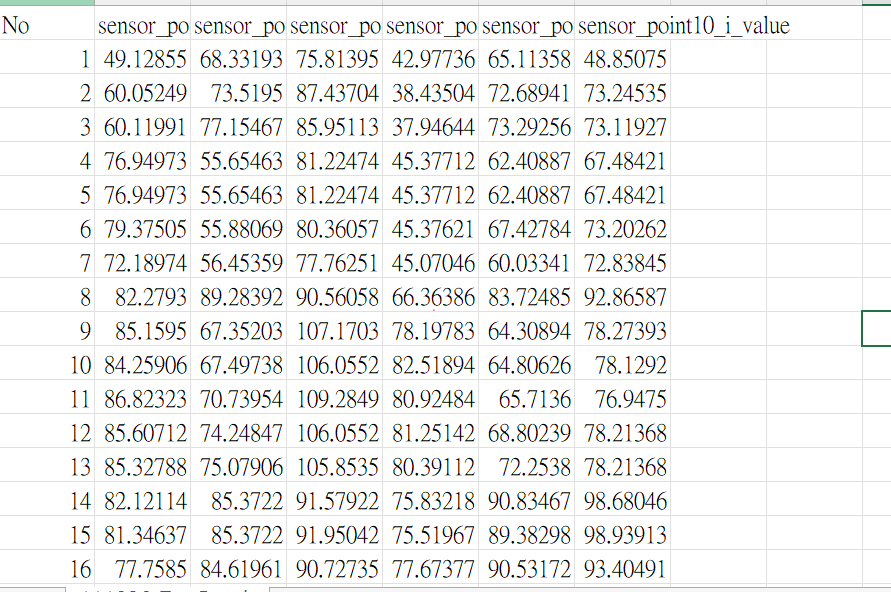 No sensor_po sensor_po sensor_po sensor_po sensor_po sensor_point10_i_value
1 49.12855 68.33193 75.81395 42.97736 65.11358 48.85075
2 60.05249 73.5195 87.43704 38.43504 72.68941 73.24535
3 60.11991 77.15467 85.95113 37.94644 73.29256 73.11927
4 76.94973 55.65463 81.22474 45.37712 62.40887 67.48421
5 76.94973 55.65463 81.22474 45.37712 62.40887 67.48421
6 79.37505 55.88069 80.36057 45.37621 67.42784 73.20262
7 72.18974 56.45359 77.76251 45.07046 60.03341 72.83845
8 82.2793 89.28392 90.56058 66.36386 83.72485 92.86587
9 85.1595 67.35203 107.1703 78.19783 64.30894 78.27393
10 84.25906 67.49738 106.0552 82.51894 64.80626 78.1292
11 86.82323 70.73954 109.2849 80.92484 65.7136 76.9475
12 85.60712 74.24847 106.0552 81.25142 68.80239 78.21368
13 85.32788 75.07906 105.8535 80.39112 72.2538 78.21368
14 82.12114 85.3722 91.57922 75.83218 90.83467 98.68046
15 81.34637 85.3722 91.95042 75.51967 89.38298 98.93913
16 77.7585 84.61961 90.72735 77.67377 90.53172 93.40491